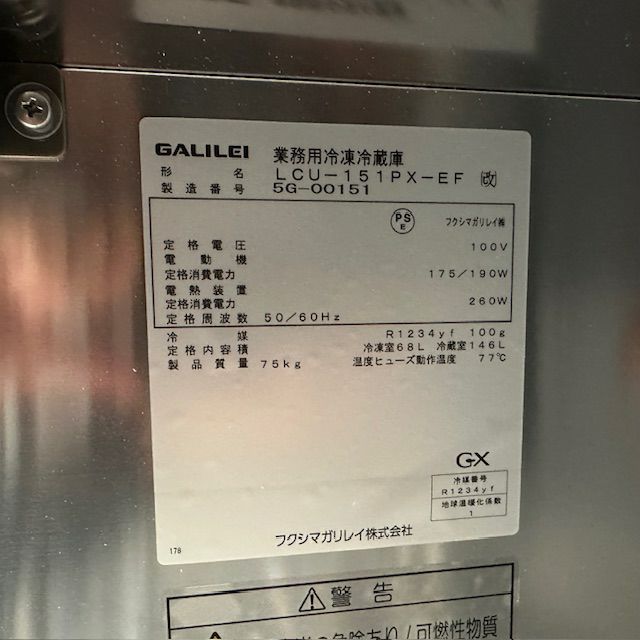 GALILEI 業務用冷凍冷蔵庫
形 名 LCU-151PX-EF 改
製造番号 5G-00151
PS E フクシマガリレイ㈱
定格電圧 100V
電動機
定格消費電力 175/190W
電熱装置
定格消費電力 260W
定格周波数 50/60Hz
冷 媒 R1234yf 100g
定格内容積 冷凍室68L 冷蔵室146L
製品質量 75kg 温度ヒューズ動作温度 77℃
GX
冷媒番号
R1234yf
地球温暖化係数
1
フクシマガリレイ株式会社
178
警告
の危険あり/可燃性物質